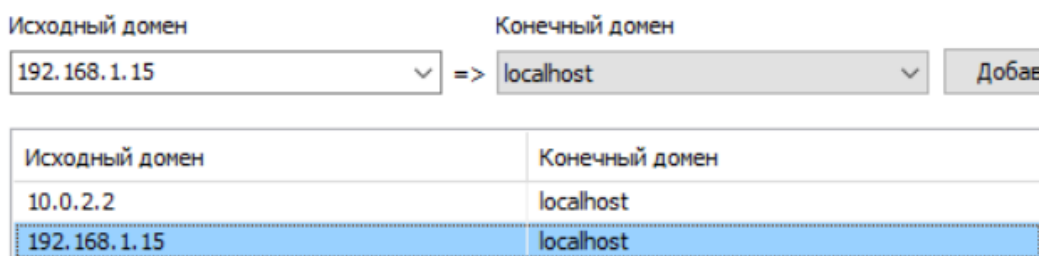 Исходный домен Конечный домен
192.168.1.15 => localhost
Исходный домен Конечный домен
10.0.2.2 localhost
192.168.1.15 localhost